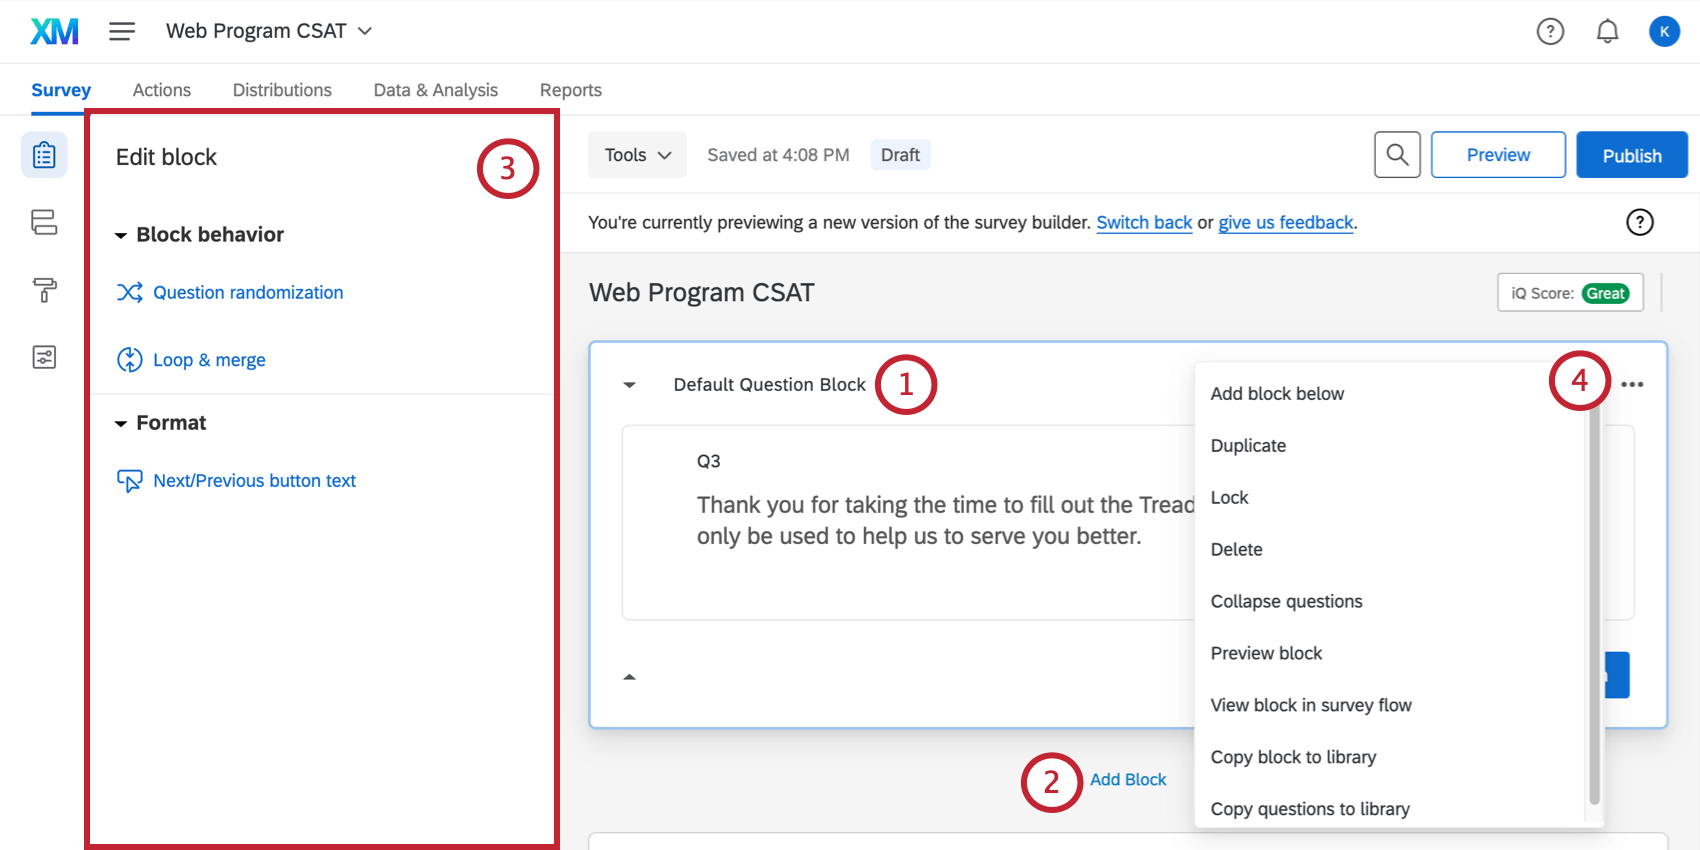 XM Web Program CSAT ? K
Survey Actions Distributions Data & Analysis Reports
Edit block
3
Tools Saved at 4:08 PM Draft Preview Publish
Block behavior
Question randomization
Loop & merge
Format
Next/Previous button text
You're currently previewing a new version of the survey builder. Switch back or give us feedback. ?
Web Program CSAT
iQ Score: Great
Default Question Block 1
4
Q3
Thank you for taking the time to fill out the Tread
only be used to help us to serve you better.
Add block below
Duplicate
Lock
Delete
Collapse questions
Preview block
View block in survey flow
Copy block to library
Copy questions to library
2 Add Block